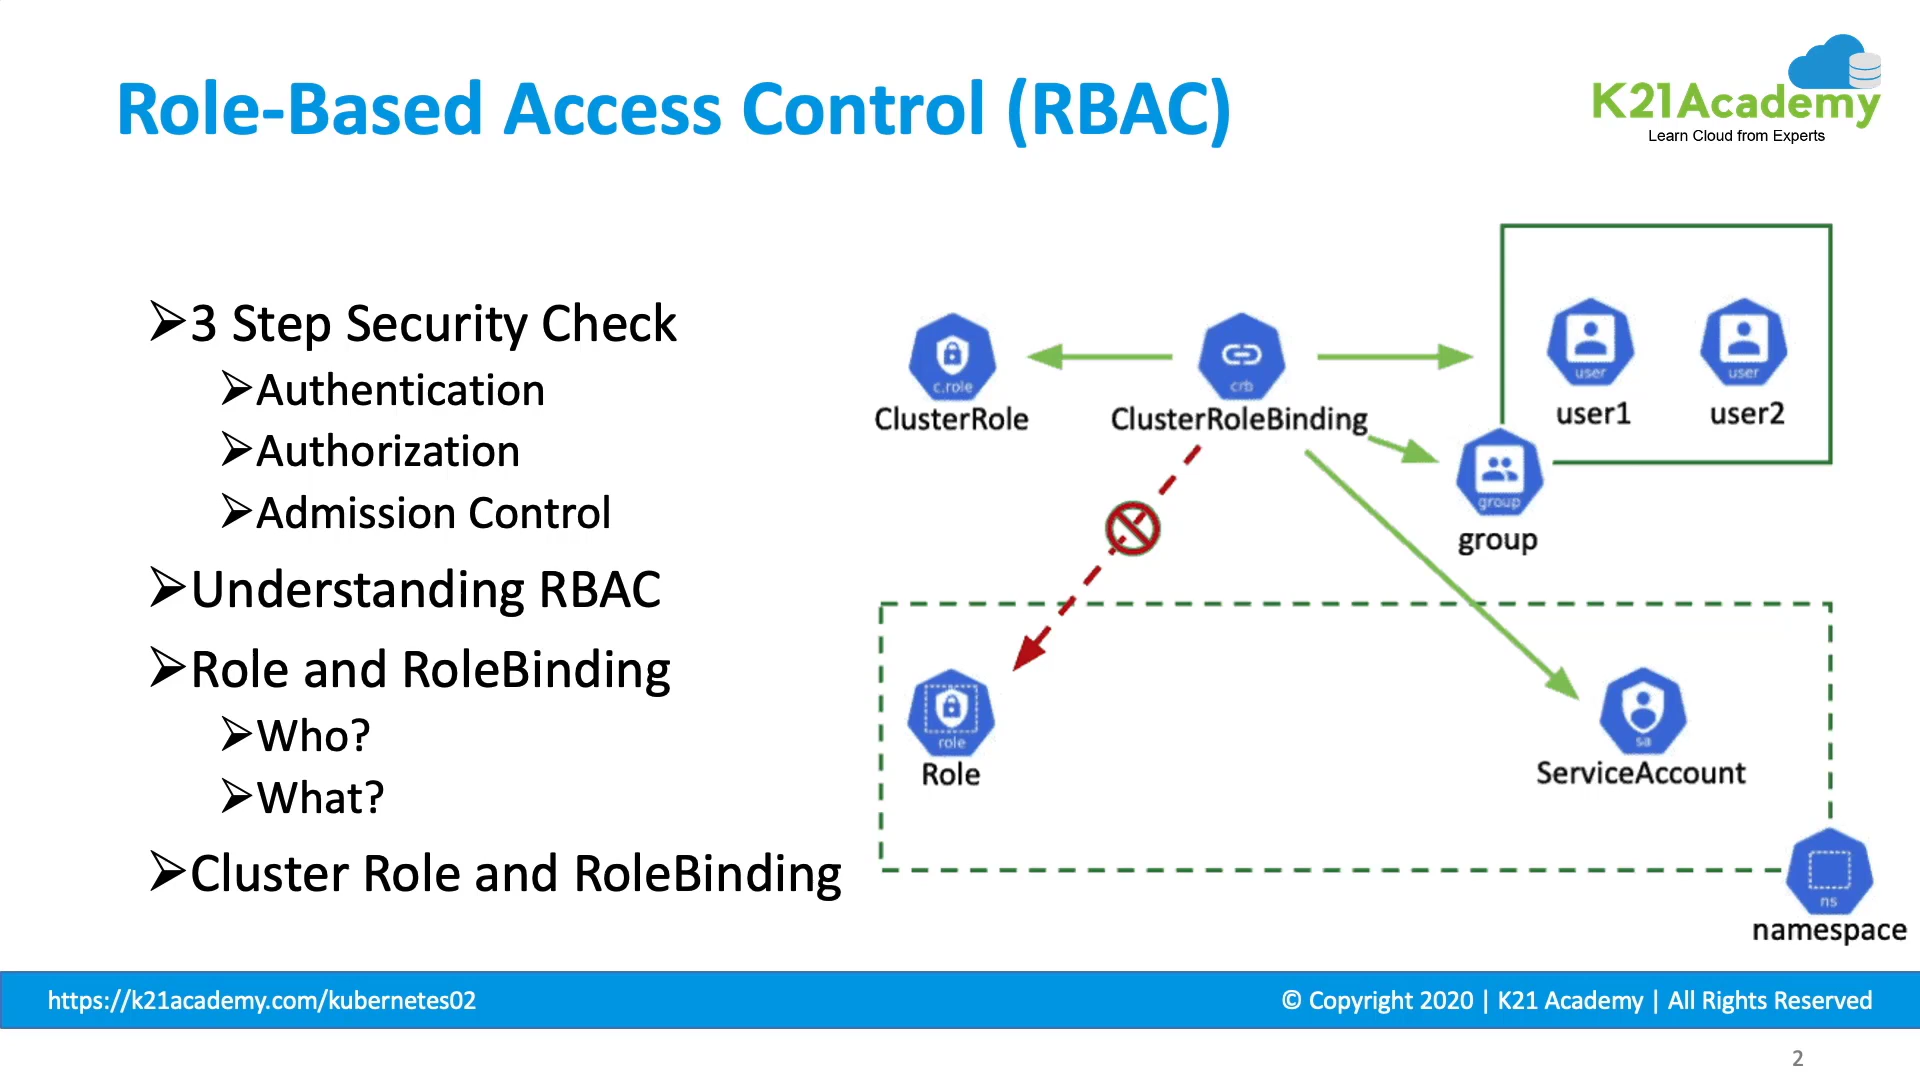 Role-Based Access Control (RBAC)
K21Academy
Learn Cloud from Experts
➢3 Step Security Check
➢Authentication
➢Authorization
➢Admission Control
➢Understanding RBAC
➢Role and RoleBinding
➢Who?
➢What?
➢Cluster Role and RoleBinding
c.role
ClusterRole
crb
ClusterRoleBinding
user
user1
user
user2
group
group
role
Role
sa
ServiceAccount
ns
namespace
https://k21academy.com/kubernetes02
© Copyright 2020 | K21 Academy | All Rights Reserved
2